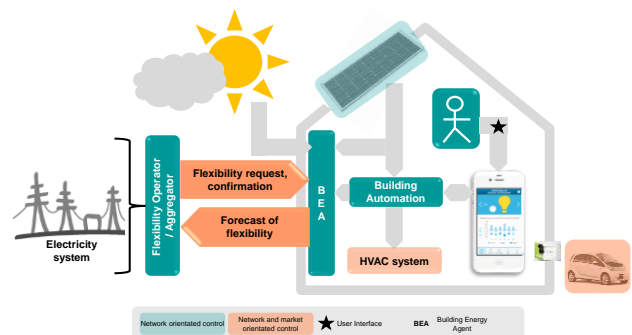 Flexibility Operator
/ Aggregator
Flexibility request,
confirmation
Forecast of
flexibility
B
E
A
Building
Automation
HVAC system
Electricity
system
Network orientated control
Network and market
orientated control
User Interface
BEA
Building Energy
Agent